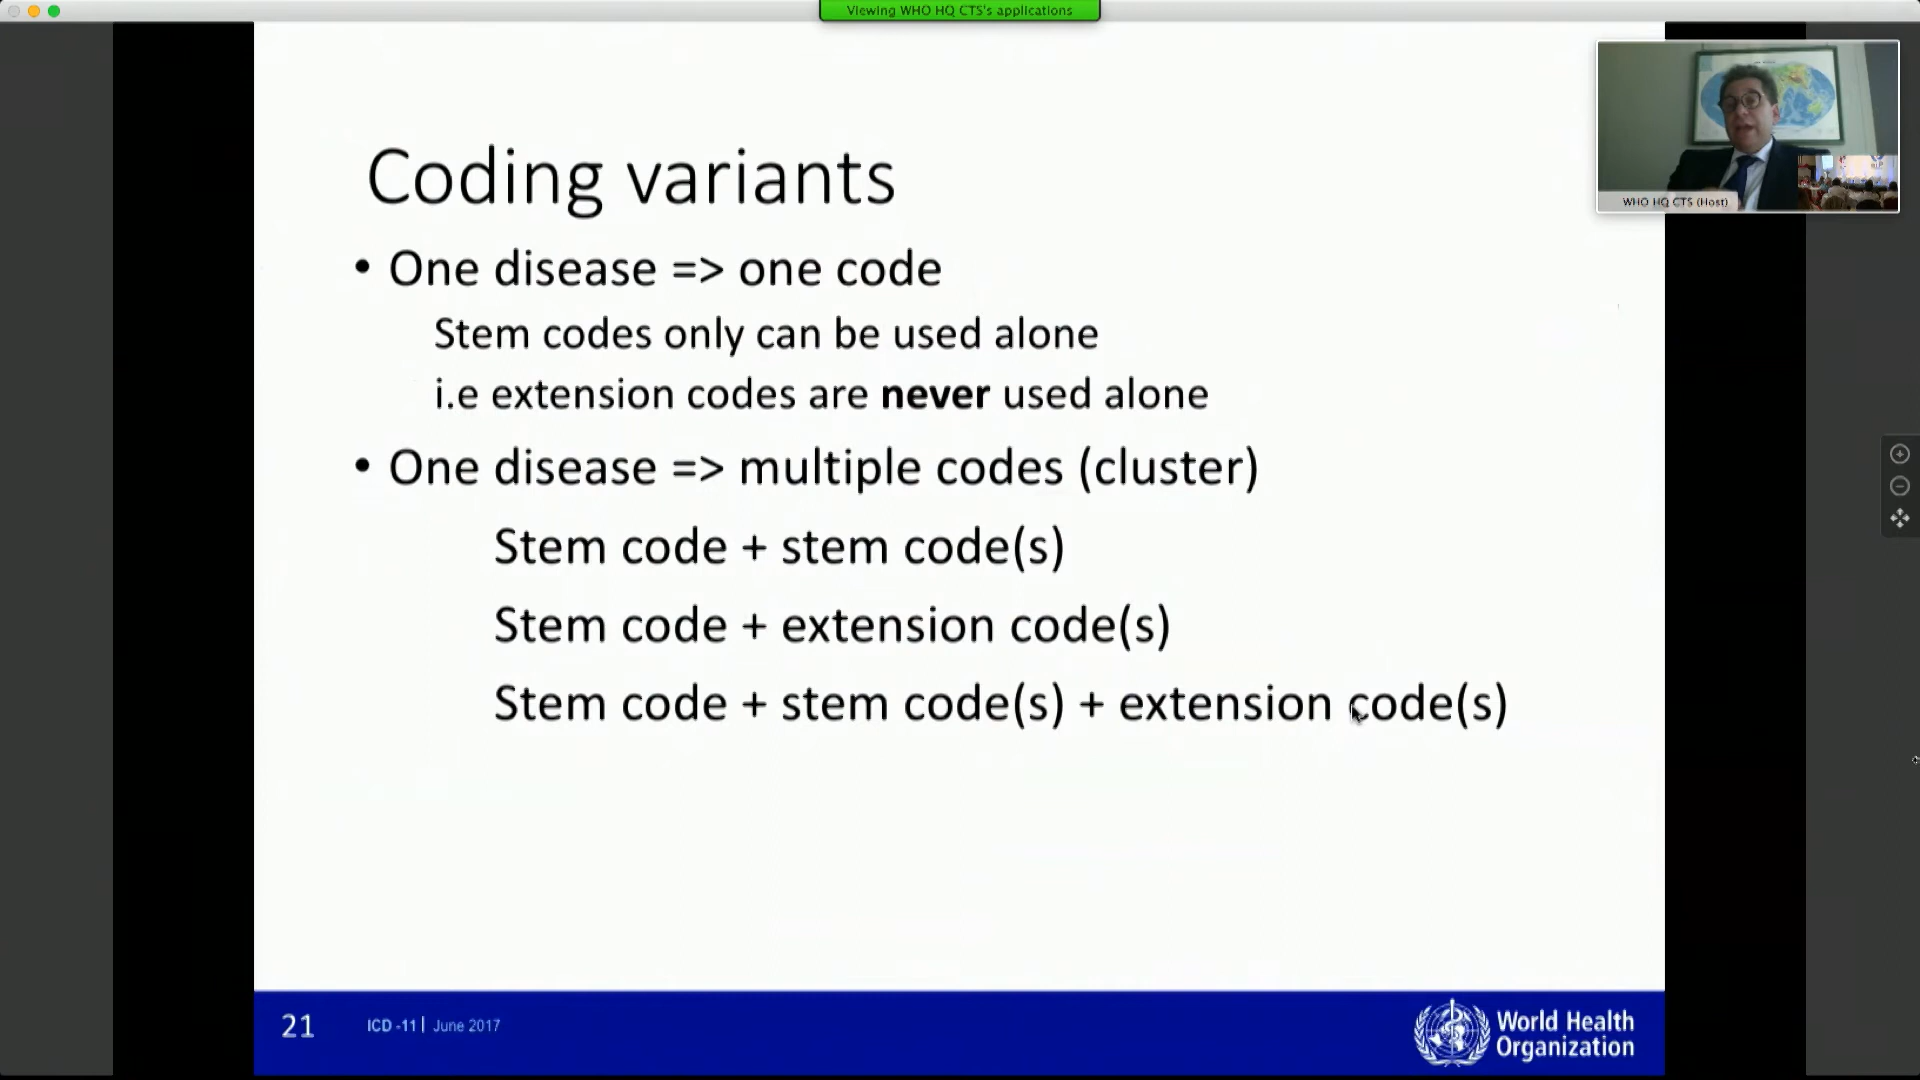 Viewing WHO HQ CTS's applications
WHO HQ CTS (Host)
Coding variants
• One disease => one code
Stem codes only can be used alone
i.e extension codes are never used alone
• One disease => multiple codes (cluster)
Stem code + stem code(s)
Stem code + extension code(s)
Stem code + stem code(s) + extension code(s)
21
ICD -11 | June 2017
World Health
Organization